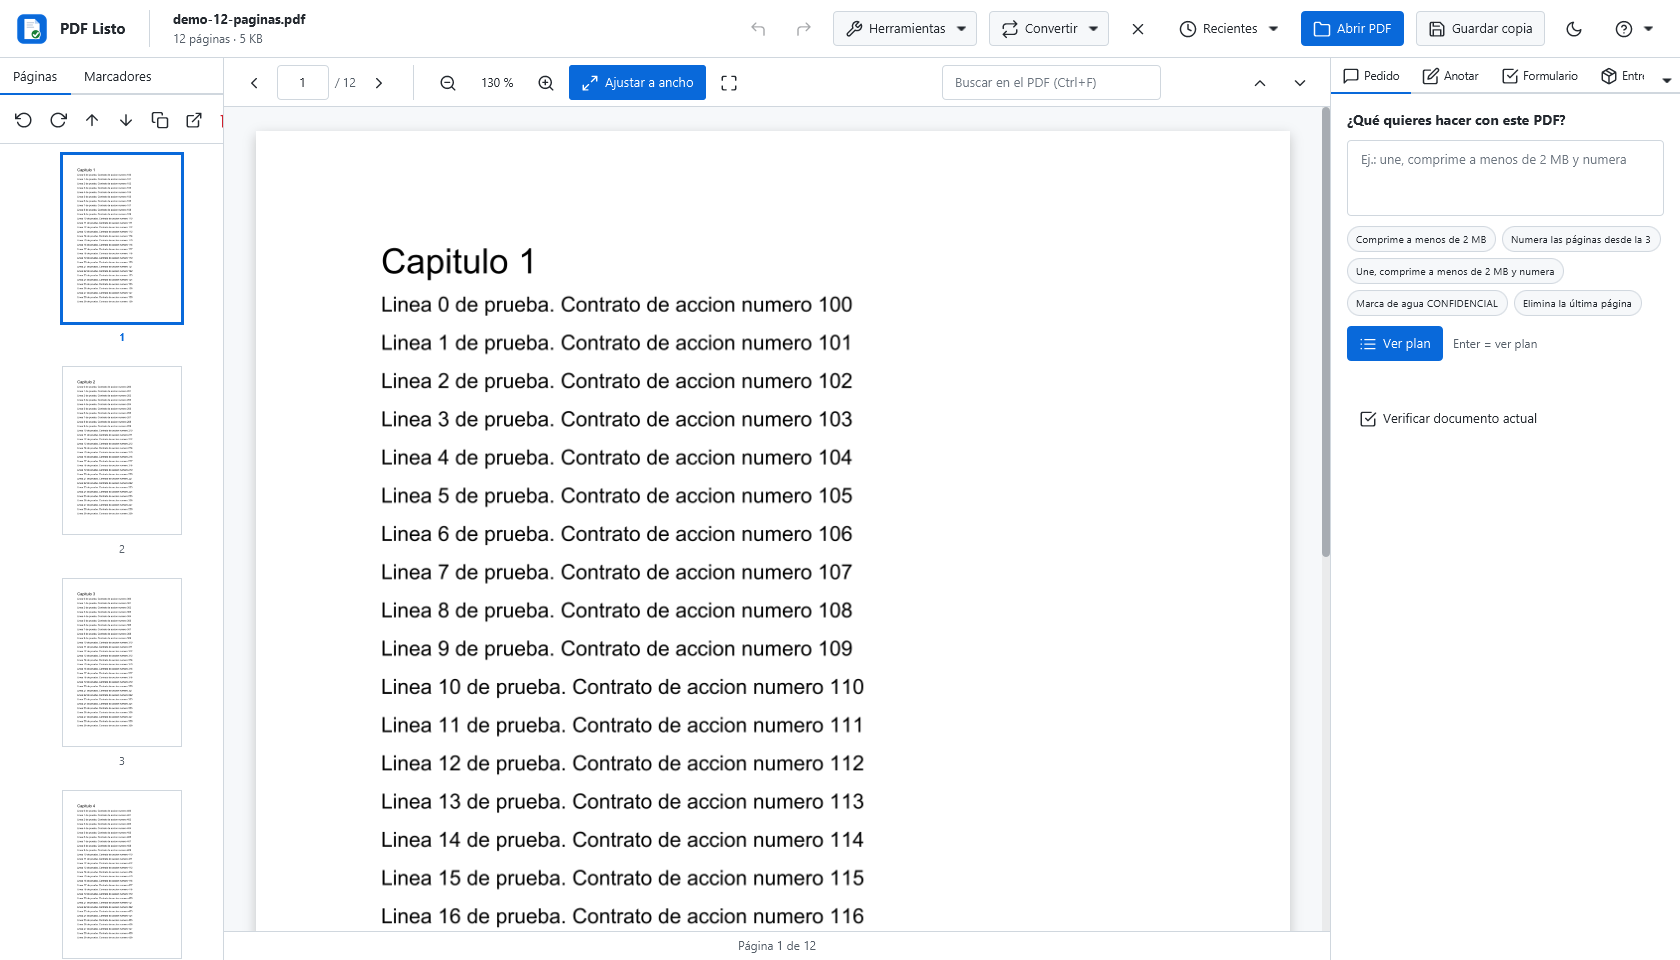 PDF Listo
demo-12-paginas.pdf
12 páginas · 5 KB
Herramientas
Convertir
Recientes
Abrir PDF
Guardar copia
Páginas
Marcadores
1
/ 12
130 %
Ajustar a ancho
Buscar en el PDF (Ctrl+F)
Pedido
Anotar
Formulario
Entre
1
2
3
Capitulo 1
Linea 0 de prueba. Contrato de accion numero 100
Linea 1 de prueba. Contrato de accion numero 101
Linea 2 de prueba. Contrato de accion numero 102
Linea 3 de prueba. Contrato de accion numero 103
Linea 4 de prueba. Contrato de accion numero 104
Linea 5 de prueba. Contrato de accion numero 105
Linea 6 de prueba. Contrato de accion numero 106
Linea 7 de prueba. Contrato de accion numero 107
Linea 8 de prueba. Contrato de accion numero 108
Linea 9 de prueba. Contrato de accion numero 109
Linea 10 de prueba. Contrato de accion numero 110
Linea 11 de prueba. Contrato de accion numero 111
Linea 12 de prueba. Contrato de accion numero 112
Linea 13 de prueba. Contrato de accion numero 113
Linea 14 de prueba. Contrato de accion numero 114
Linea 15 de prueba. Contrato de accion numero 115
Linea 16 de prueba. Contrato de accion numero 116
Página 1 de 12
¿Qué quieres hacer con este PDF?
Ej.: une, comprime a menos de 2 MB y numera
Comprime a menos de 2 MB
Numera las páginas desde la 3
Une, comprime a menos de 2 MB y numera
Marca de agua CONFIDENCIAL
Elimina la última página
Ver plan
Enter = ver plan
Verificar documento actual